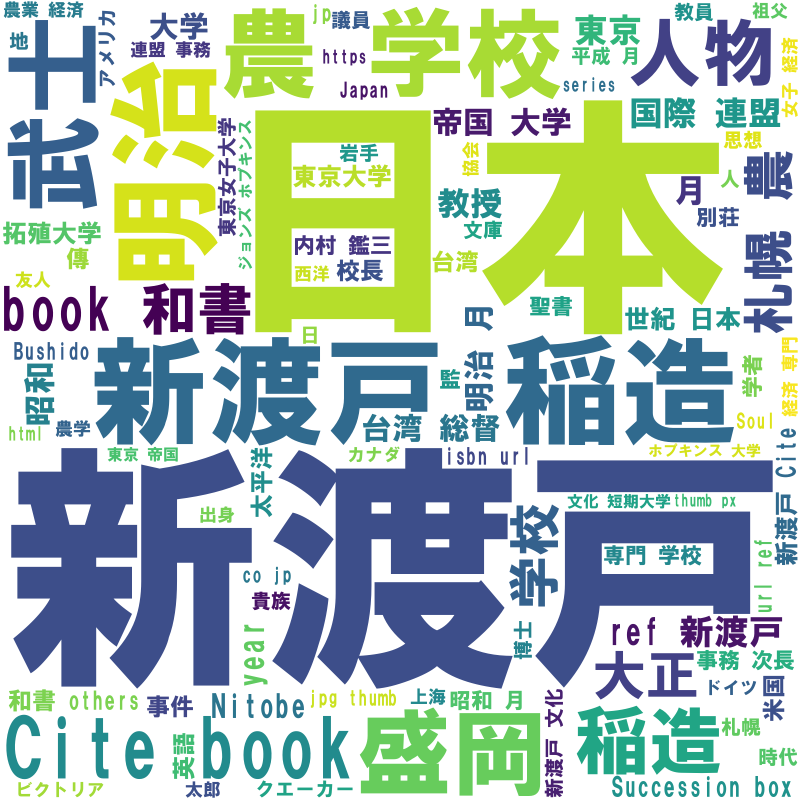 農業 経済
大学
連盟 事務
アメリカ
地
武士
明治
農
学校
jp
議員
https
Japan
series
東京
平成 月
教員
祖父
人物
女子 経済
国際 連盟
思想
人
帝国 大学
協会
東京女子大学
ジョンズ ホプキンス
岩手
東京大学
日本
教授
文庫
月
別荘
札幌 農
拓殖大学
傳
友人
内村 鑑三
西洋
校長
台湾
book 和書
聖書
世紀 日本
日
Bushido
昭和
html
農学
新渡戸 稲造
監
明治 月
学者
経済 専門
Soul
台湾 総督
東京 帝国
カナダ
isbn url
ホプキンス 大学
新渡戸 Cite
太平洋
出身
新渡戸
文化 短期大学
thumb px
学校
専門 学校
co jp
貴族
year
博士
url ref
ref 新渡戸
大正
事務 次長
ドイツ
米国
和書 others
事件
Nitobe
jpg thumb
上海
昭和 月
新渡戸 文化
札幌
時代
Cite book
英語
盛岡
稲造
ビクトリア
太郎
クエーカー
Succession box